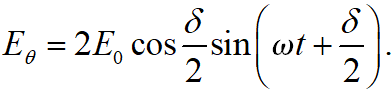 E_θ = 2E_0 cos δ/2 sin(ωt + δ/2).